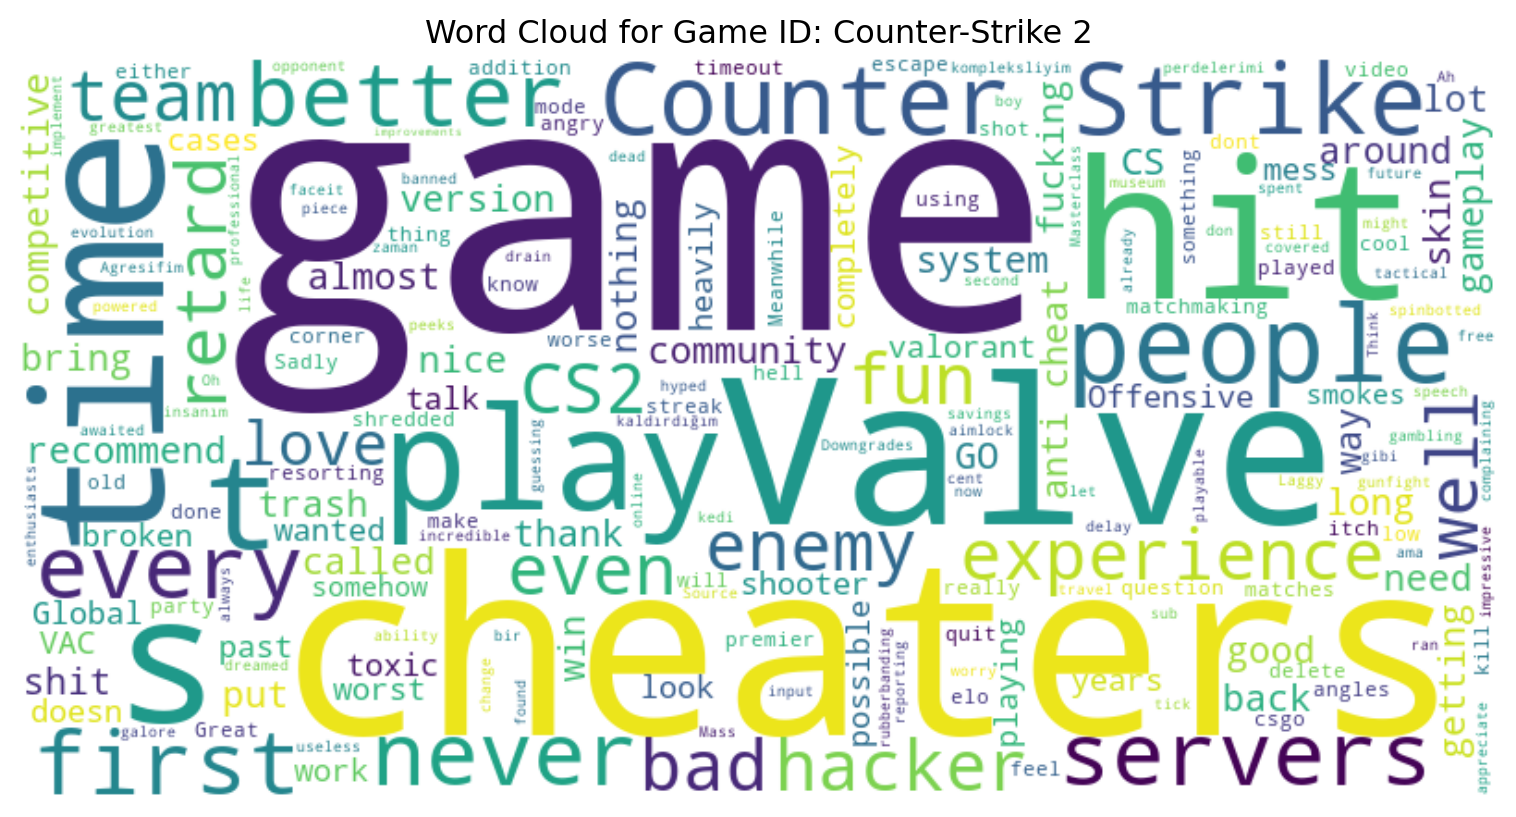 Word Cloud for Game ID: Counter-Strike 2
either
opponent
addition
timeout
escape
kompleksliyim
perdelerimi
video
Ah
team
better
Counter
Strike
lot
implement
competitive
mode
boy
greatest
improvements
angry
shot
cases
time
game
hit
dead
dont
around
fucking
CS
mess
future
museum
spent
skin
gameplay
retard
professional
faceit
piece
banned
version
completely
using
Masterclass
something
don
still
might
covered
cool
evolution
thing
zaman
nothing
heavily
Meanwhile
system
already
played
tactical
Agresifim
almost
drain
know
second
powered
life
matchmaking
spinbotted
corner
peeks
worse
people
Think
free
bring
Sadly
nice
community
valorant
anti cheat
Oh
hell
hyped
fun
insanım
talk
CS2
streak
Offensive
smokes
speech
awaited
shredded
kaldırdığım
savings
aimlock
recommend
love
play
Valve
Downgrades
GO
way
gambling
gibi
complaining
well
t
resorting
guessing
cent
now
let
playable
Laggy
gunfight
old
enthusiasts
trash
online
long
done
make
kedi
delay
itch
low
broken
wanted
incredible
thank
enemy
ama
every
called
even
experience
need
impressive
somehow
will
Source
shooter
really
travel
question
matches
always
Global
party
s
cheaters
win
possible
sub
VAC
past
ability
bir
premier
quit
playing
good
ran
kill
dreamed
toxic
rubberbanding
reporting
worry
delete
getting
shit
put
worst
change
found
look
input
elo
years
back
angles
doesn
tick
csgo
galore
Great
Mass
first
useless
never
bad
hacker
servers
work
feel
appreciate